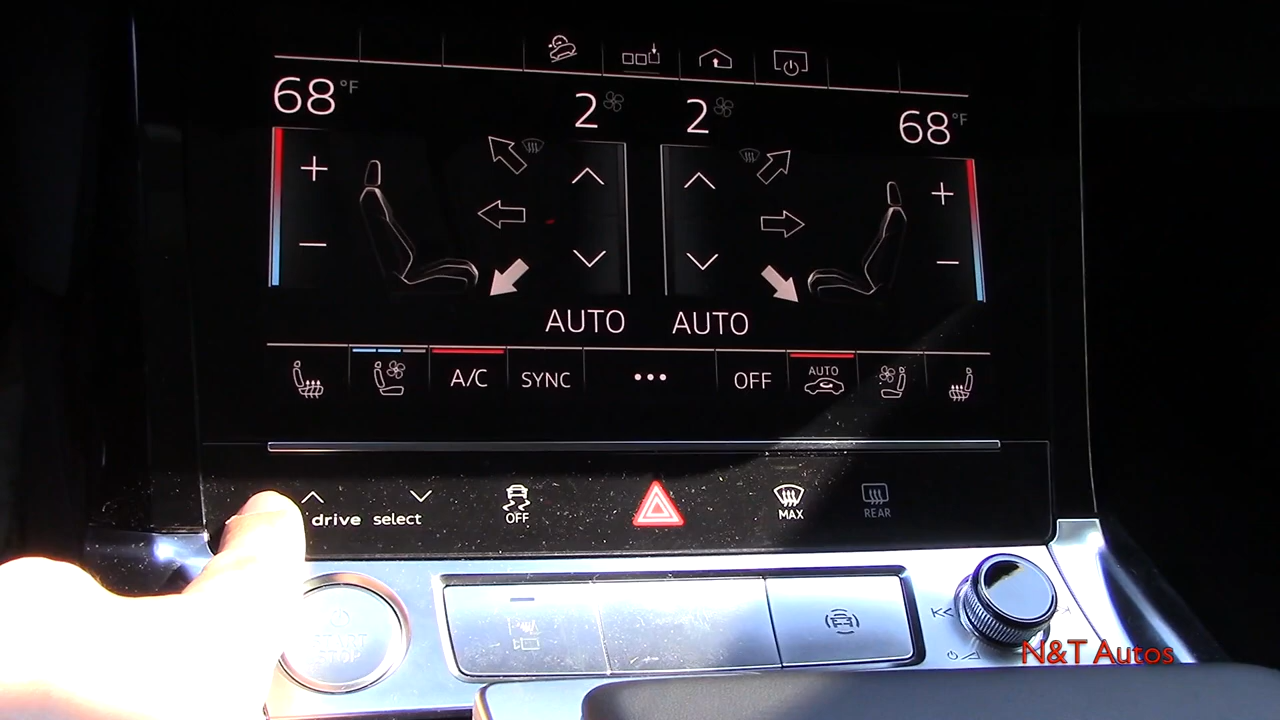 68 °F
2
2
68 °F
AUTO
AUTO
A/C
SYNC
•••
OFF
AUTO
drive select
OFF
MAX
REAR
N&T Autos